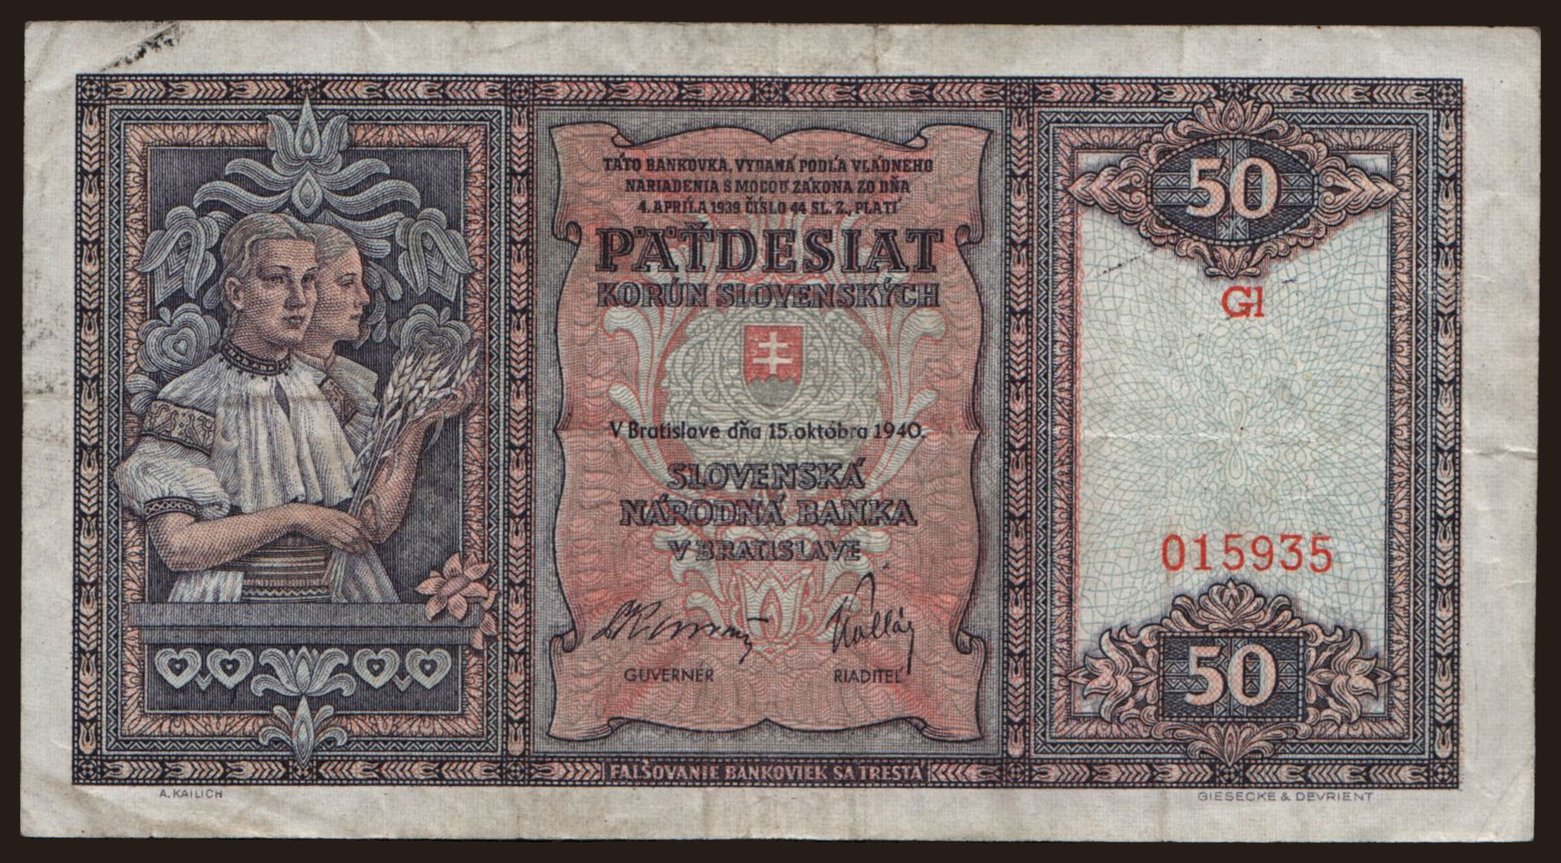 TÁTO BANKOVKA, VYDANÁ PODĽA VLÁDNEHO
NARIADENIA S MOCOU ZÁKONA ZO DŇA
4. APRÍLA 1939 ČÍSLO 44 SL. Z., PLATÍ
PÄŤDESIAT
KORÚN SLOVENSKÝCH
V Bratislave dňa 15. októbra 1940.
SLOVENSKÁ
NÁRODNÁ BANKA
V BRATISLAVE
GUVERNÉR
RIADITEĽ
FALŠOVANIE BANKOVIEK SA TRESTÁ
50
Gl
015935
50
A. KAILICH
GIESECKE & DEVRIENT